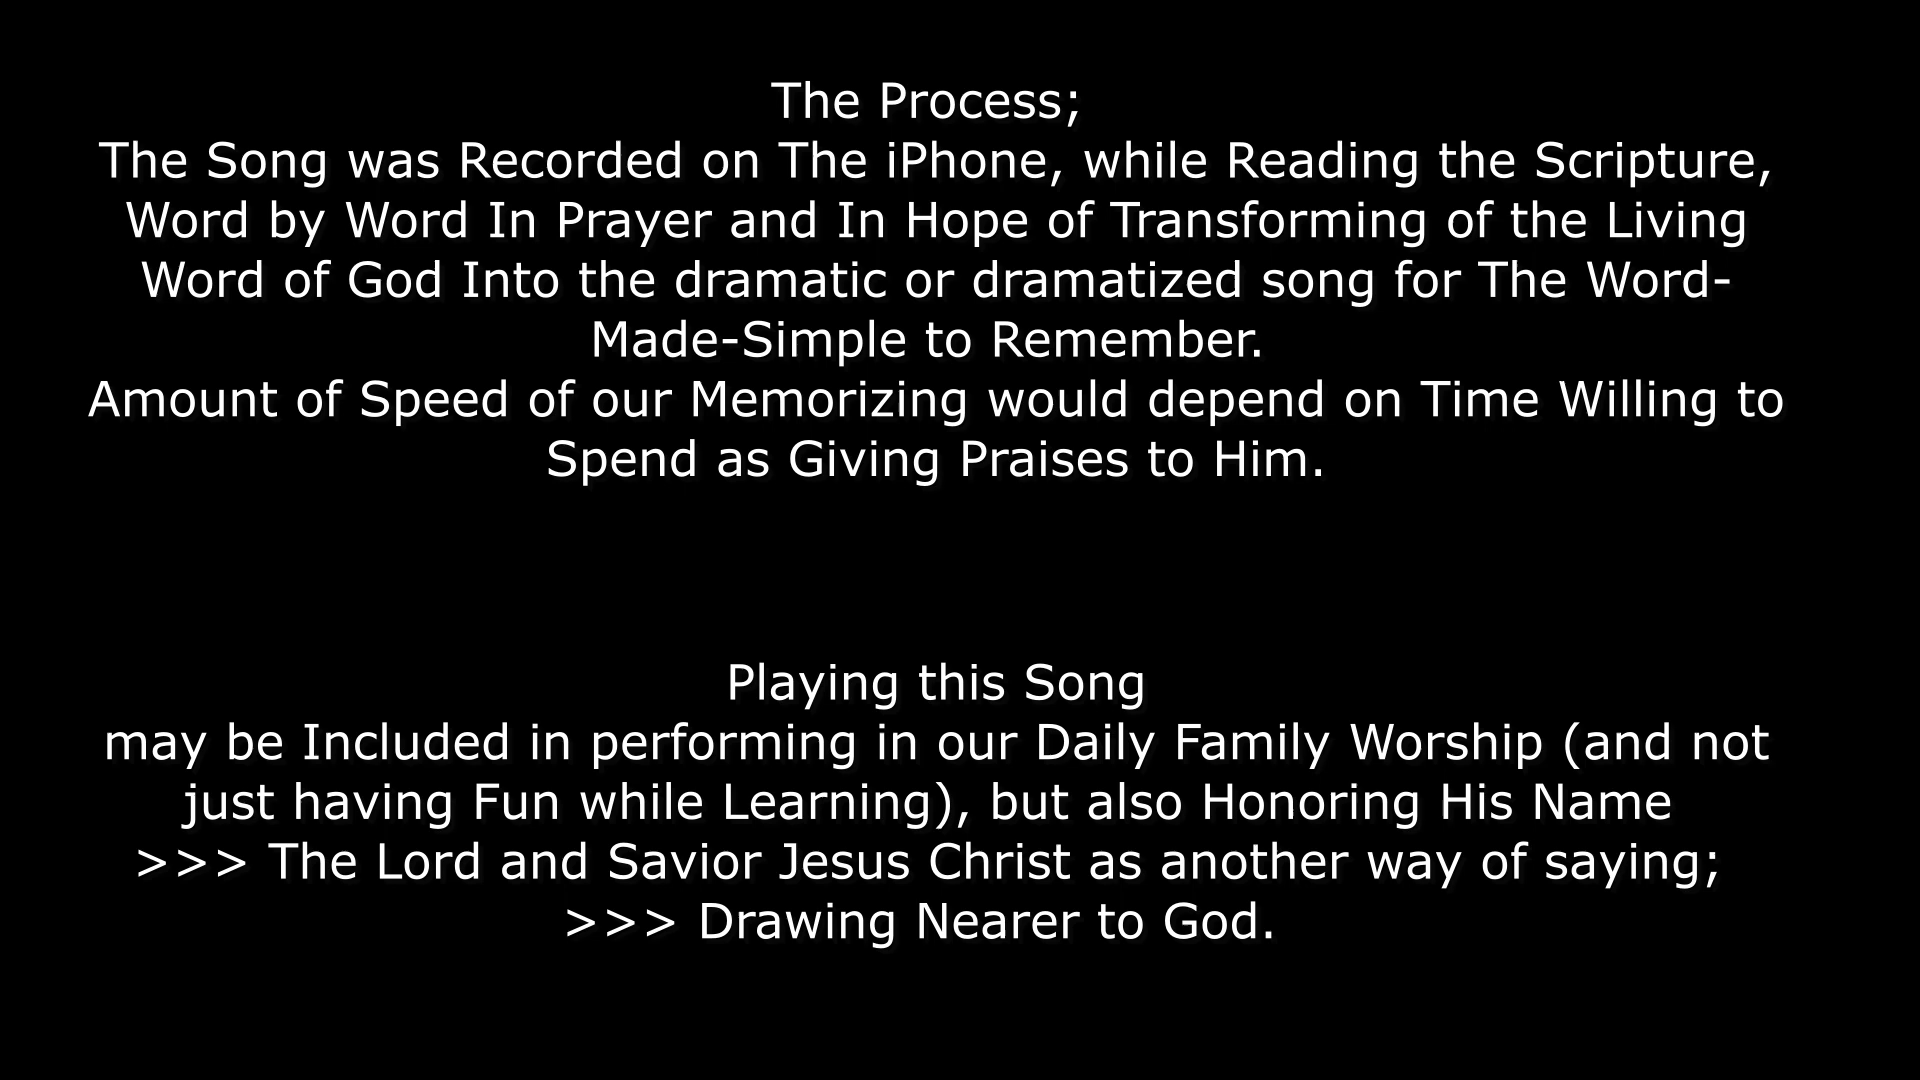 The Process;
The Song was Recorded on The iPhone, while Reading the Scripture,
Word by Word In Prayer and In Hope of Transforming of the Living
Word of God Into the dramatic or dramatized song for The Word-
Made-Simple to Remember.
Amount of Speed of our Memorizing would depend on Time Willing to
Spend as Giving Praises to Him.
Playing this Song
may be Included in performing in our Daily Family Worship (and not
just having Fun while Learning), but also Honoring His Name
>>> The Lord and Savior Jesus Christ as another way of saying;
>>> Drawing Nearer to God.